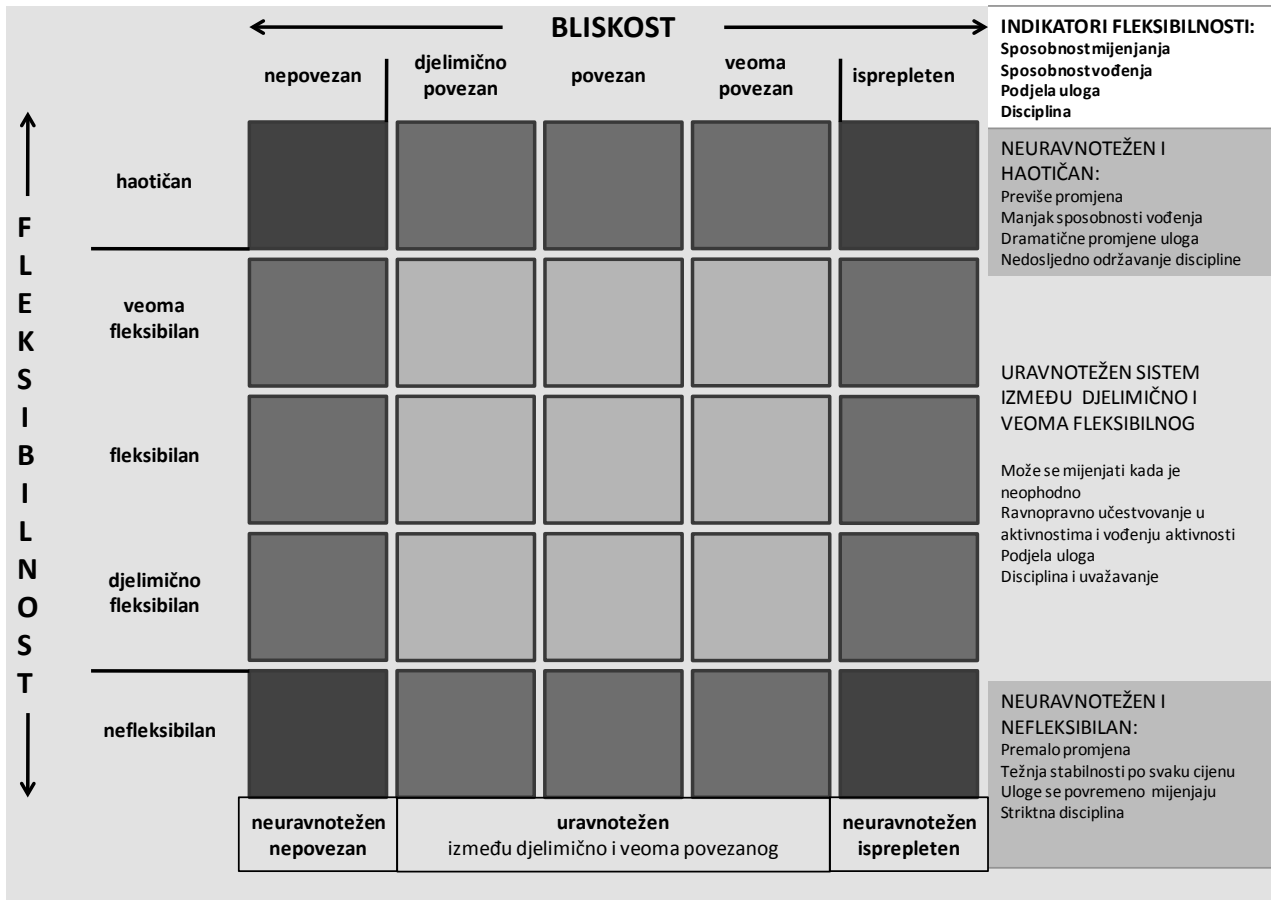 BLISKOST
nepovezan
djelimično
povezan
povezan
veoma
povezan
isprepleten
FLEKSIBILNOST
haotičan
veoma
fleksibilan
fleksibilan
djelimično
fleksibilan
nefleksibilan
neuravnotežen
nepovezan
uravnotežen
između djelimično i veoma povezanog
neuravnotežen
isprepleten
INDIKATORI FLEKSIBILNOSTI:
Sposobnost mijenjanja
Sposobnost vođenja
Podjela uloga
Disciplina
NEURAVNOTEŽEN I
HAOTIČAN:
Previše promjena
Manjak sposobnosti vođenja
Dramatične promjene uloga
Nedosljedno održavanje discipline
URAVNOTEŽEN SISTEM
IZMEĐU DJELIMIČNO I
VEOMA FLEKSIBILNOG
Može se mijenjati kada je
neophodno
Ravnopravno učestvovanje u
aktivnostima i vođenju aktivnosti
Podjela uloga
Disciplina i uvažavanje
NEURAVNOTEŽEN I
NEFLEKSIBILAN:
Premalo promjena
Težnja stabilnosti po svaku cijenu
Uloge se povremeno mijenjaju
Striktna disciplina